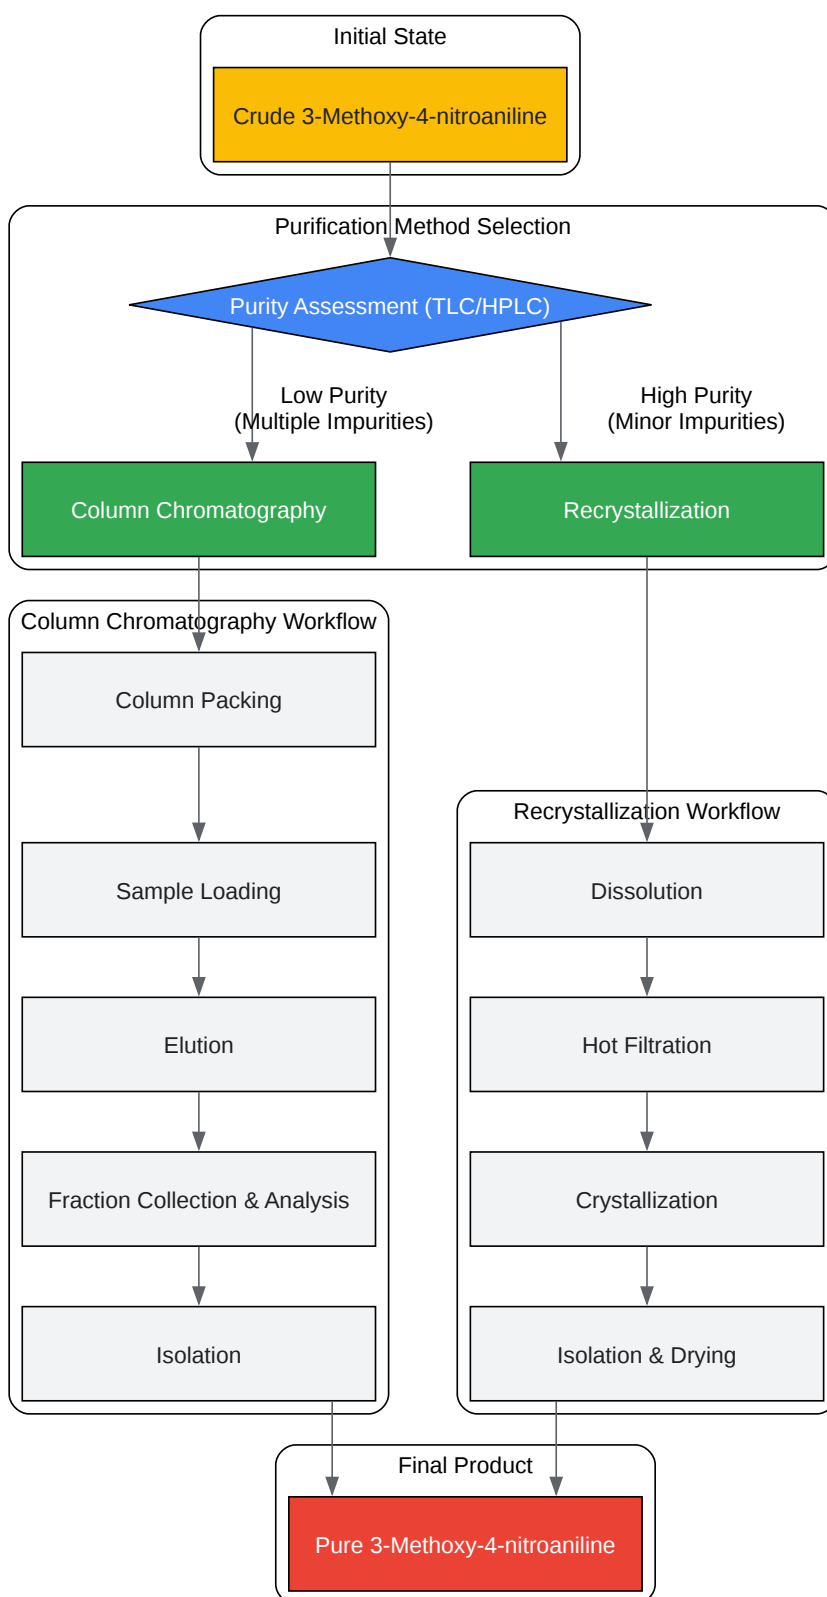 Initial State
Crude 3-Methoxy-4-nitroaniline
Purification Method Selection
Purity Assessment (TLC/HPLC)
Low Purity
(Multiple Impurities)
High Purity
(Minor Impurities)
Column Chromatography
Recrystallization
Column Chromatography Workflow
Column Packing
Sample Loading
Elution
Fraction Collection & Analysis
Isolation
Recrystallization Workflow
Dissolution
Hot Filtration
Crystallization
Isolation & Drying
Final Product
Pure 3-Methoxy-4-nitroaniline